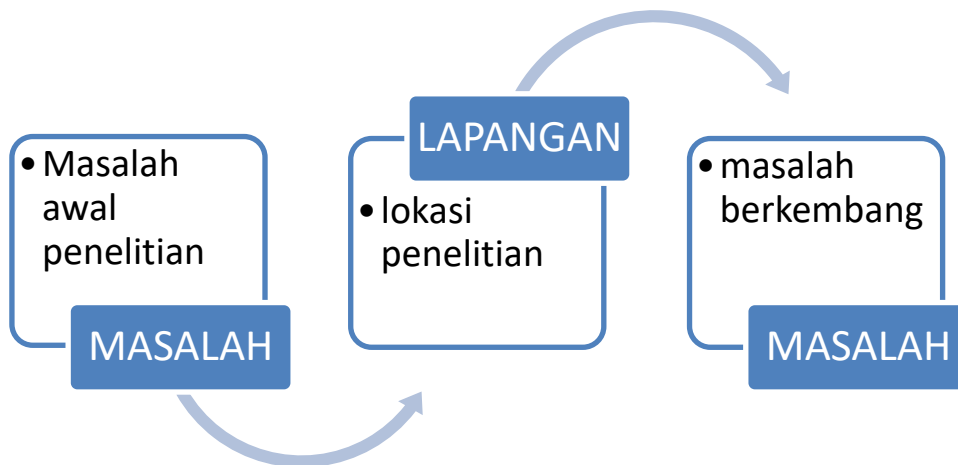 • Masalah
awal
penelitian
MASALAH
LAPANGAN
• lokasi
penelitian
• masalah
berkembang
MASALAH